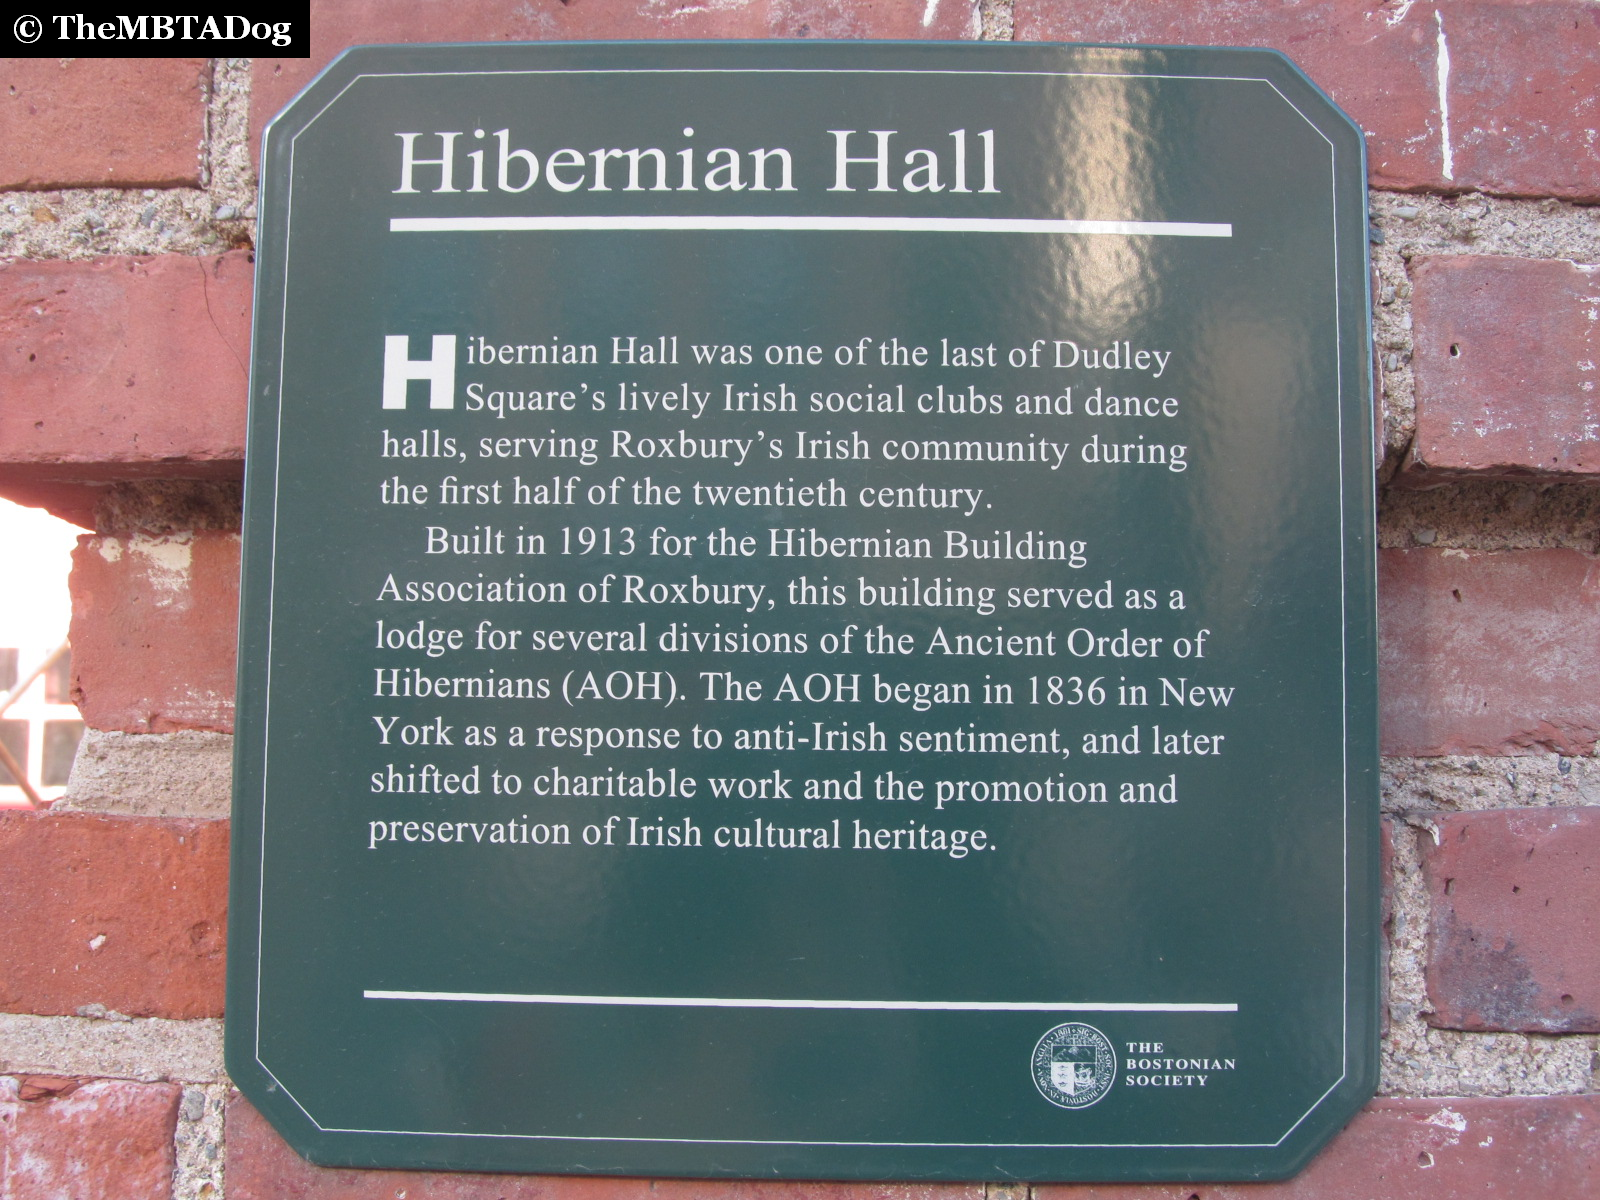 © TheMBTADog
Hibernian Hall
Hibernian Hall was one of the last of Dudley
Square's lively Irish social clubs and dance
halls, serving Roxbury's Irish community during
the first half of the twentieth century.
Built in 1913 for the Hibernian Building
Association of Roxbury, this building served as a
lodge for several divisions of the Ancient Order of
Hibernians (AOH). The AOH began in 1836 in New
York as a response to anti-Irish sentiment, and later
shifted to charitable work and the promotion and
preservation of Irish cultural heritage.
THE
BOSTONIAN
SOCIETY